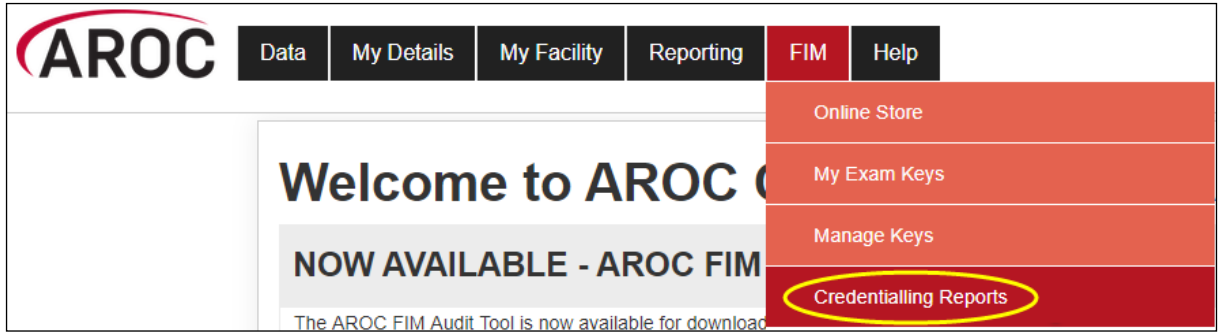 AROC
Data My Details My Facility Reporting FIM Help
Online Store
My Exam Keys
Manage Keys
Credentialling Reports
Welcome to AROC
NOW AVAILABLE - AROC FIM
The AROC FIM Audit Tool is now available for download